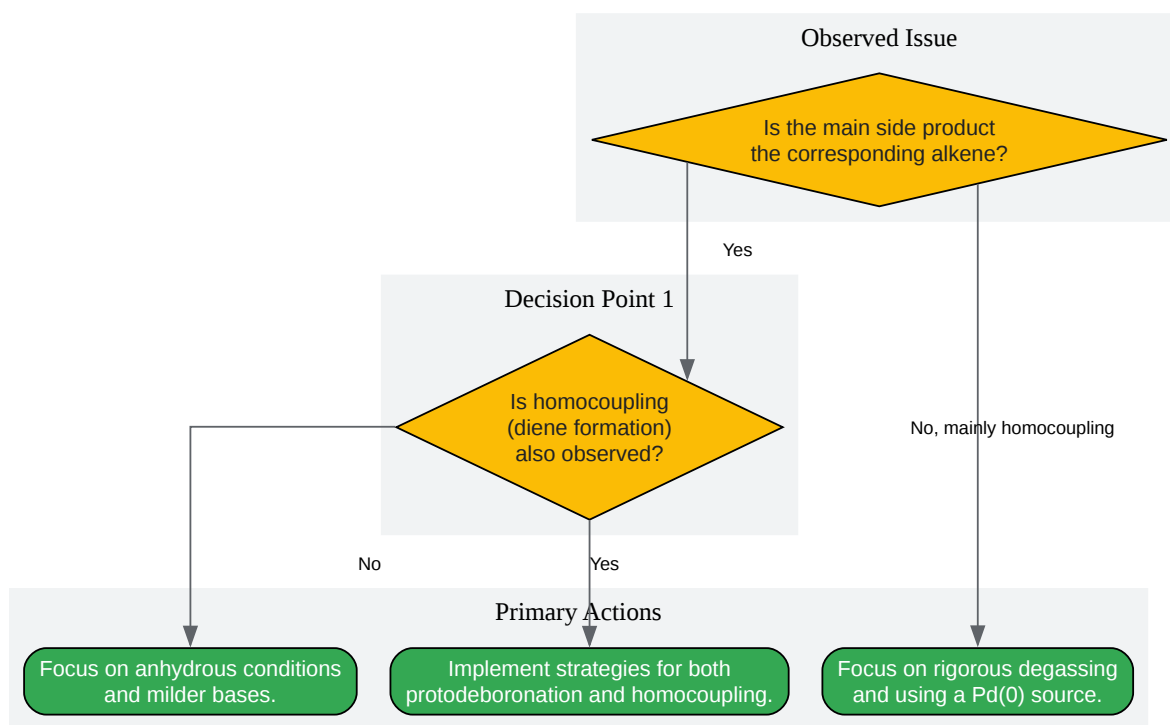 Observed Issue
Is the main side product
the corresponding alkene?
Yes
Decision Point 1
Is homocoupling
(diene formation)
also observed?
No, mainly homocoupling
No
Yes
Primary Actions
Focus on anhydrous conditions
and milder bases.
Implement strategies for both
protodeboronation and homocoupling.
Focus on rigorous degassing
and using a Pd(0) source.